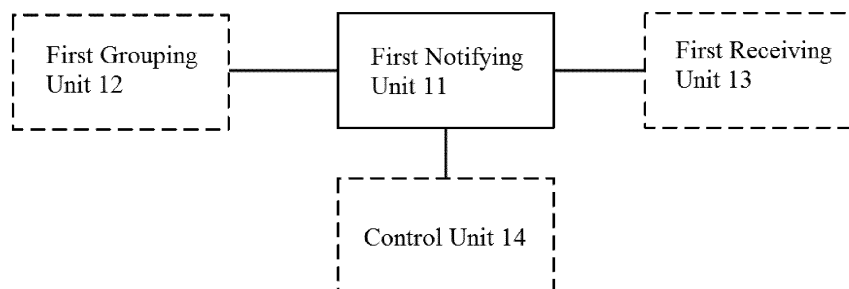 First Grouping
Unit 12
First Notifying
Unit 11
First Receiving
Unit 13
Control Unit 14